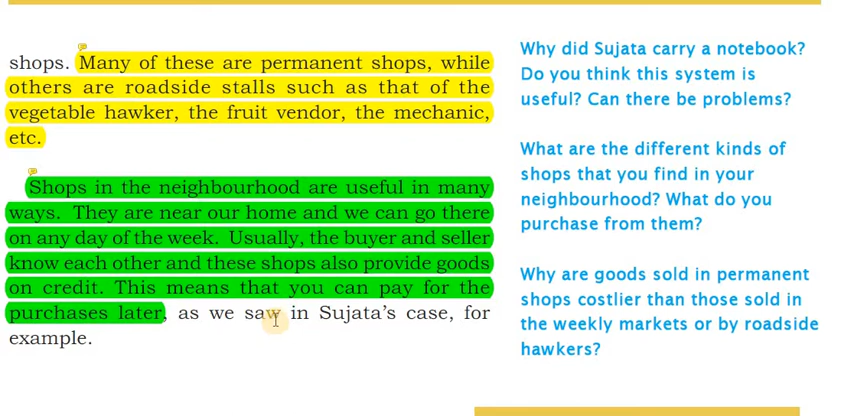 shops. Many of these are permanent shops, while
others are roadside stalls such as that of the
vegetable hawker, the fruit vendor, the mechanic,
etc.
Shops in the neighbourhood are useful in many
ways. They are near our home and we can go there
on any day of the week. Usually, the buyer and seller
know each other and these shops also provide goods
on credit. This means that you can pay for the
purchases later, as we saw in Sujata's case, for
example.
Why did Sujata carry a notebook?
Do you think this system is
useful? Can there be problems?
What are the different kinds of
shops that you find in your
neighbourhood? What do you
purchase from them?
Why are goods sold in permanent
shops costlier than those sold in
the weekly markets or by roadside
hawkers?